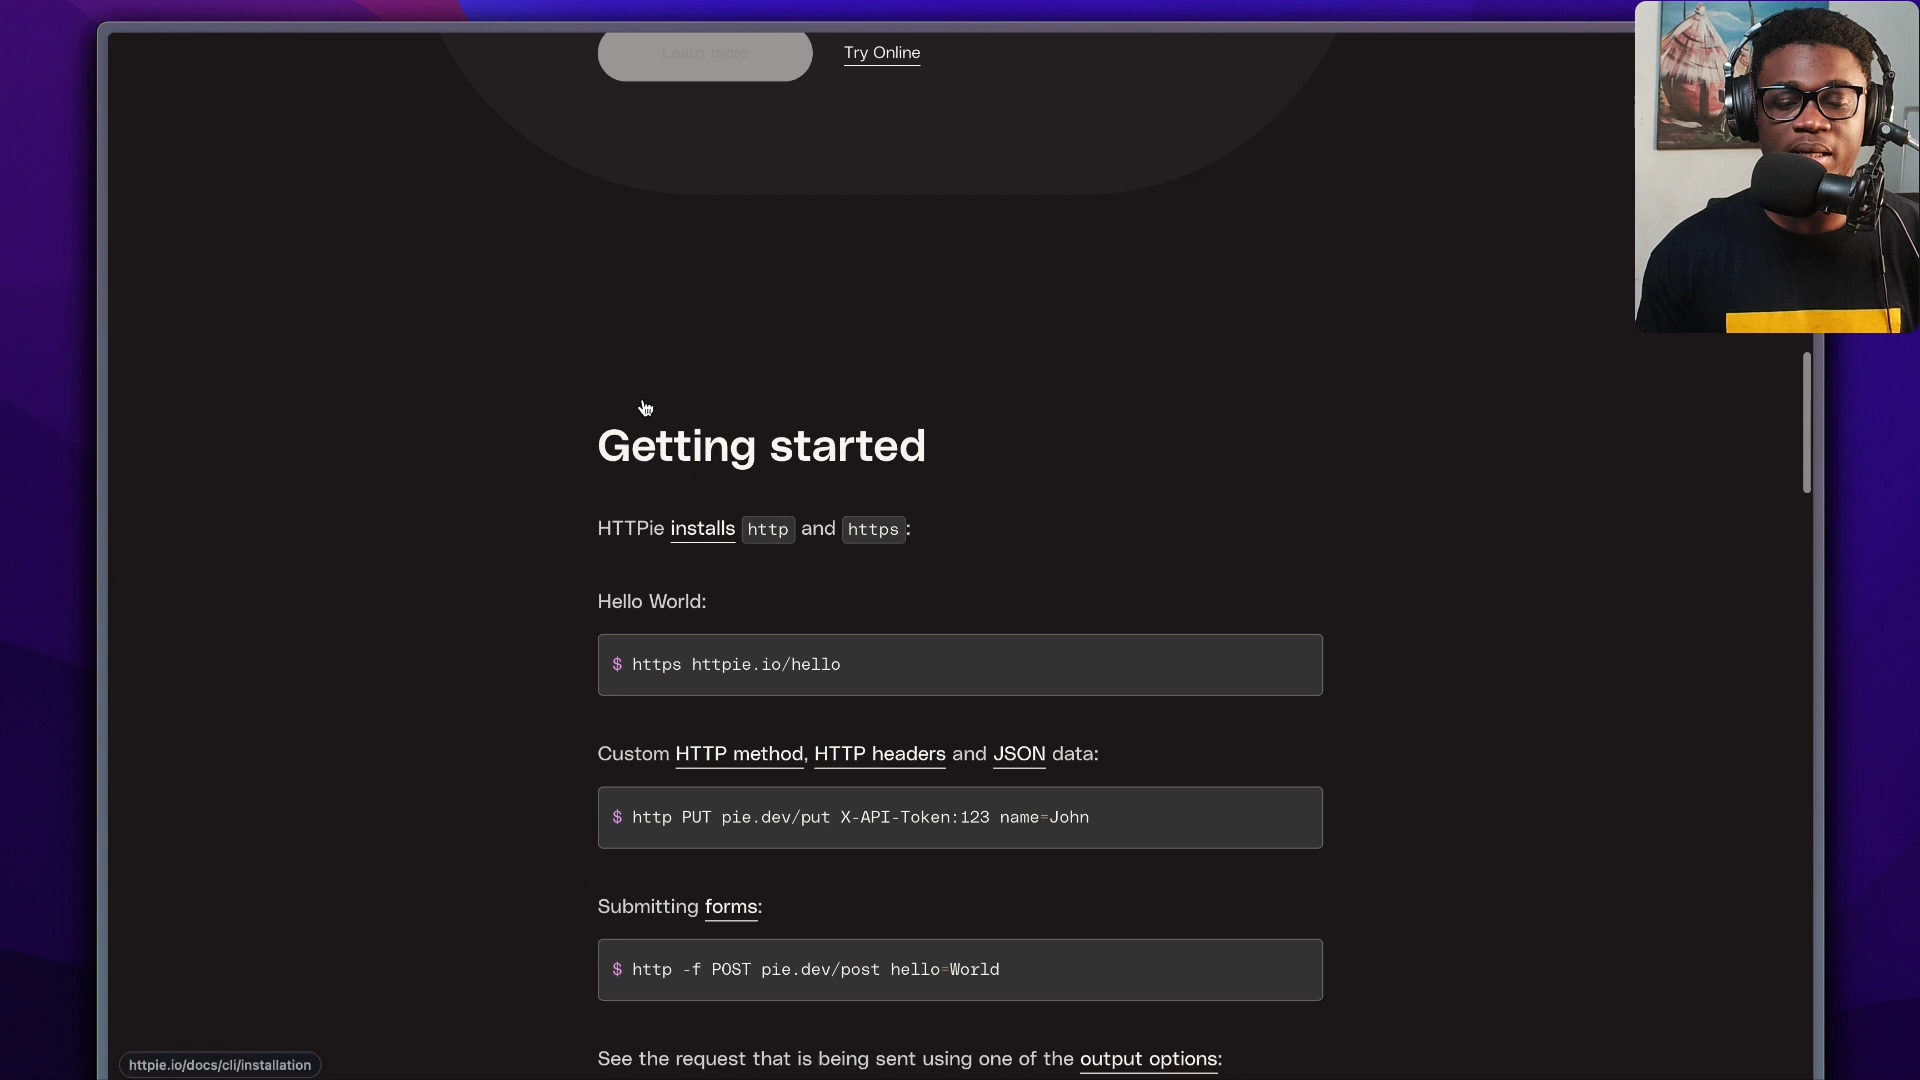 Learn more
Try Online
Getting started
HTTPie installs http and https:
Hello World:
$ https httpie.io/hello
Custom HTTP method, HTTP headers and JSON data:
$ http PUT pie.dev/put X-API-Token:123 name=John
Submitting forms:
$ http -f POST pie.dev/post hello=World
See the request that is being sent using one of the output options:
httpie.io/docs/cli/installation